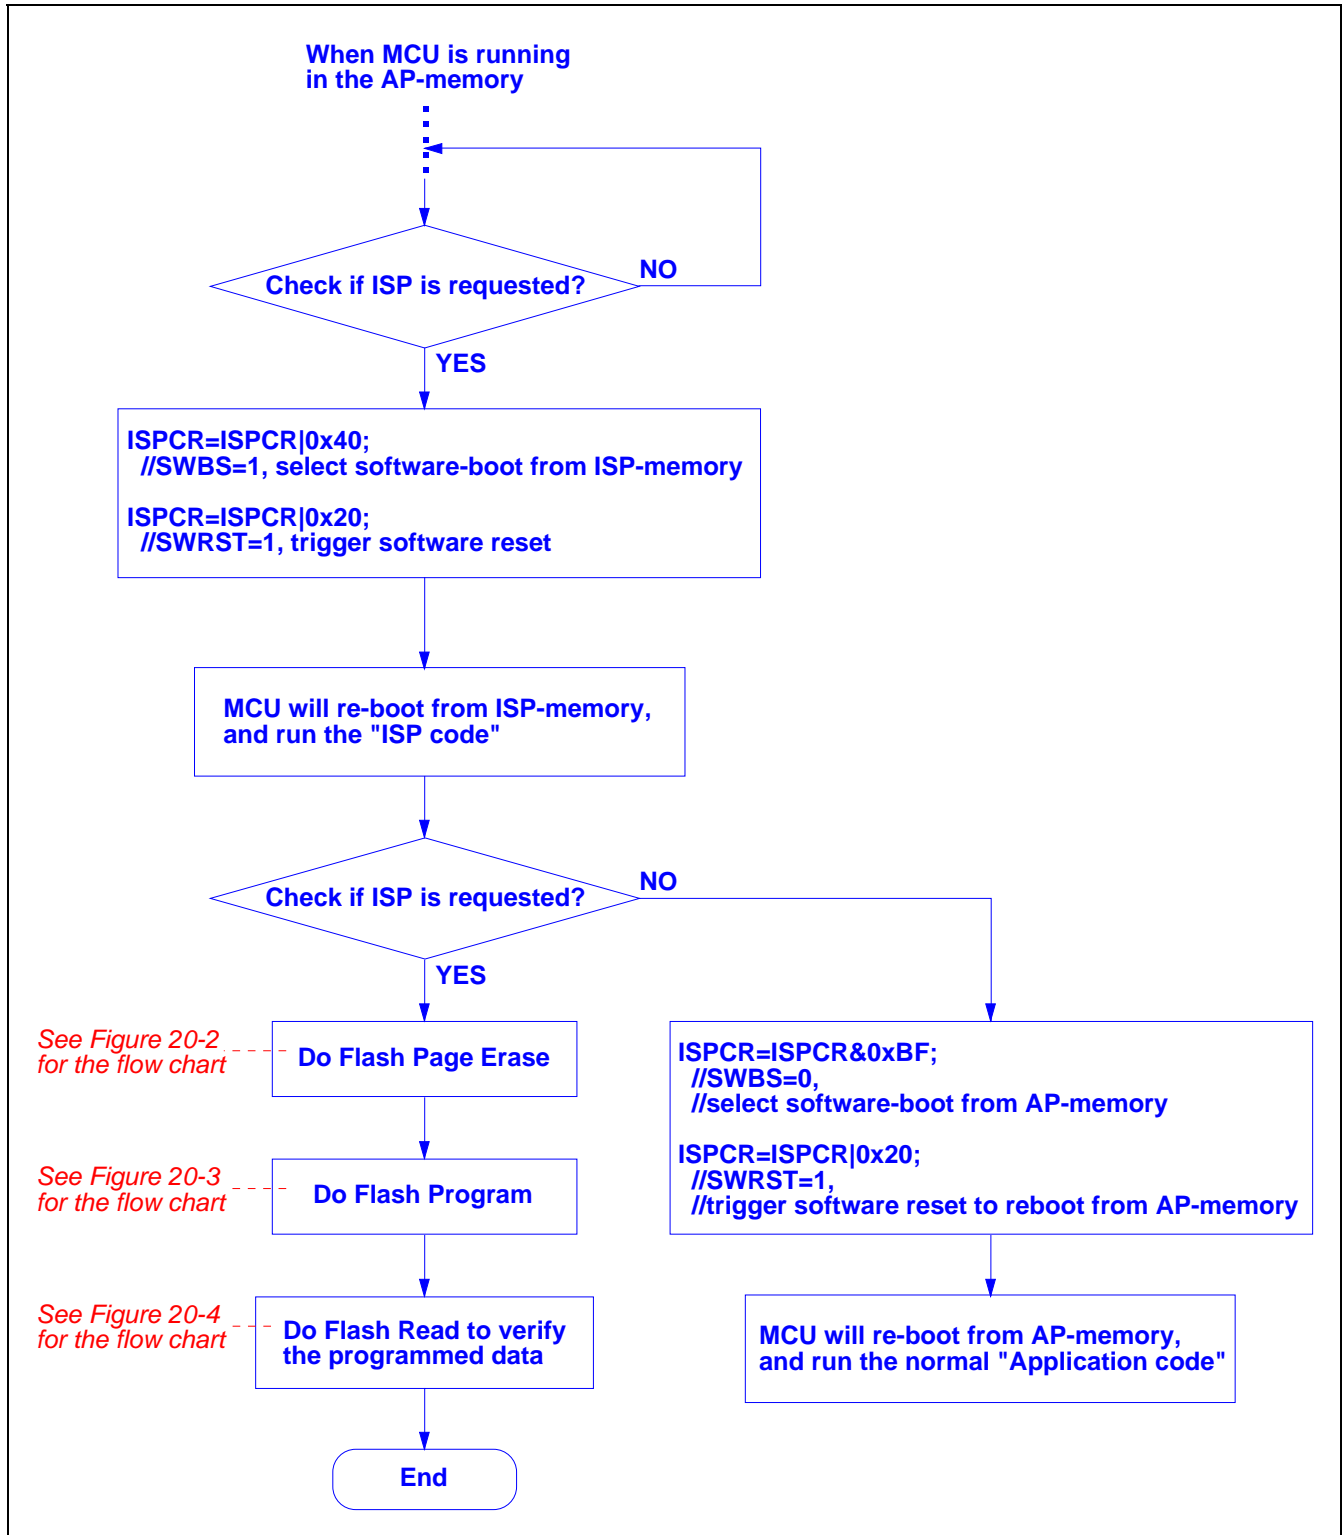 When MCU is running
in the AP-memory
Check if ISP is requested?
NO
YES
ISPCR=ISPCR|0x40;
//SWBS=1, select software-boot from ISP-memory
ISPCR=ISPCR|0x20;
//SWRST=1, trigger software reset
MCU will re-boot from ISP-memory,
and run the "ISP code"
Check if ISP is requested?
NO
YES
See Figure 20-2
for the flow chart
Do Flash Page Erase
ISPCR=ISPCR&0xBF;
//SWBS=0,
//select software-boot from AP-memory
ISPCR=ISPCR|0x20;
//SWRST=1,
//trigger software reset to reboot from AP-memory
See Figure 20-3
for the flow chart
Do Flash Program
See Figure 20-4
for the flow chart
Do Flash Read to verify
the programmed data
MCU will re-boot from AP-memory,
and run the normal "Application code"
End